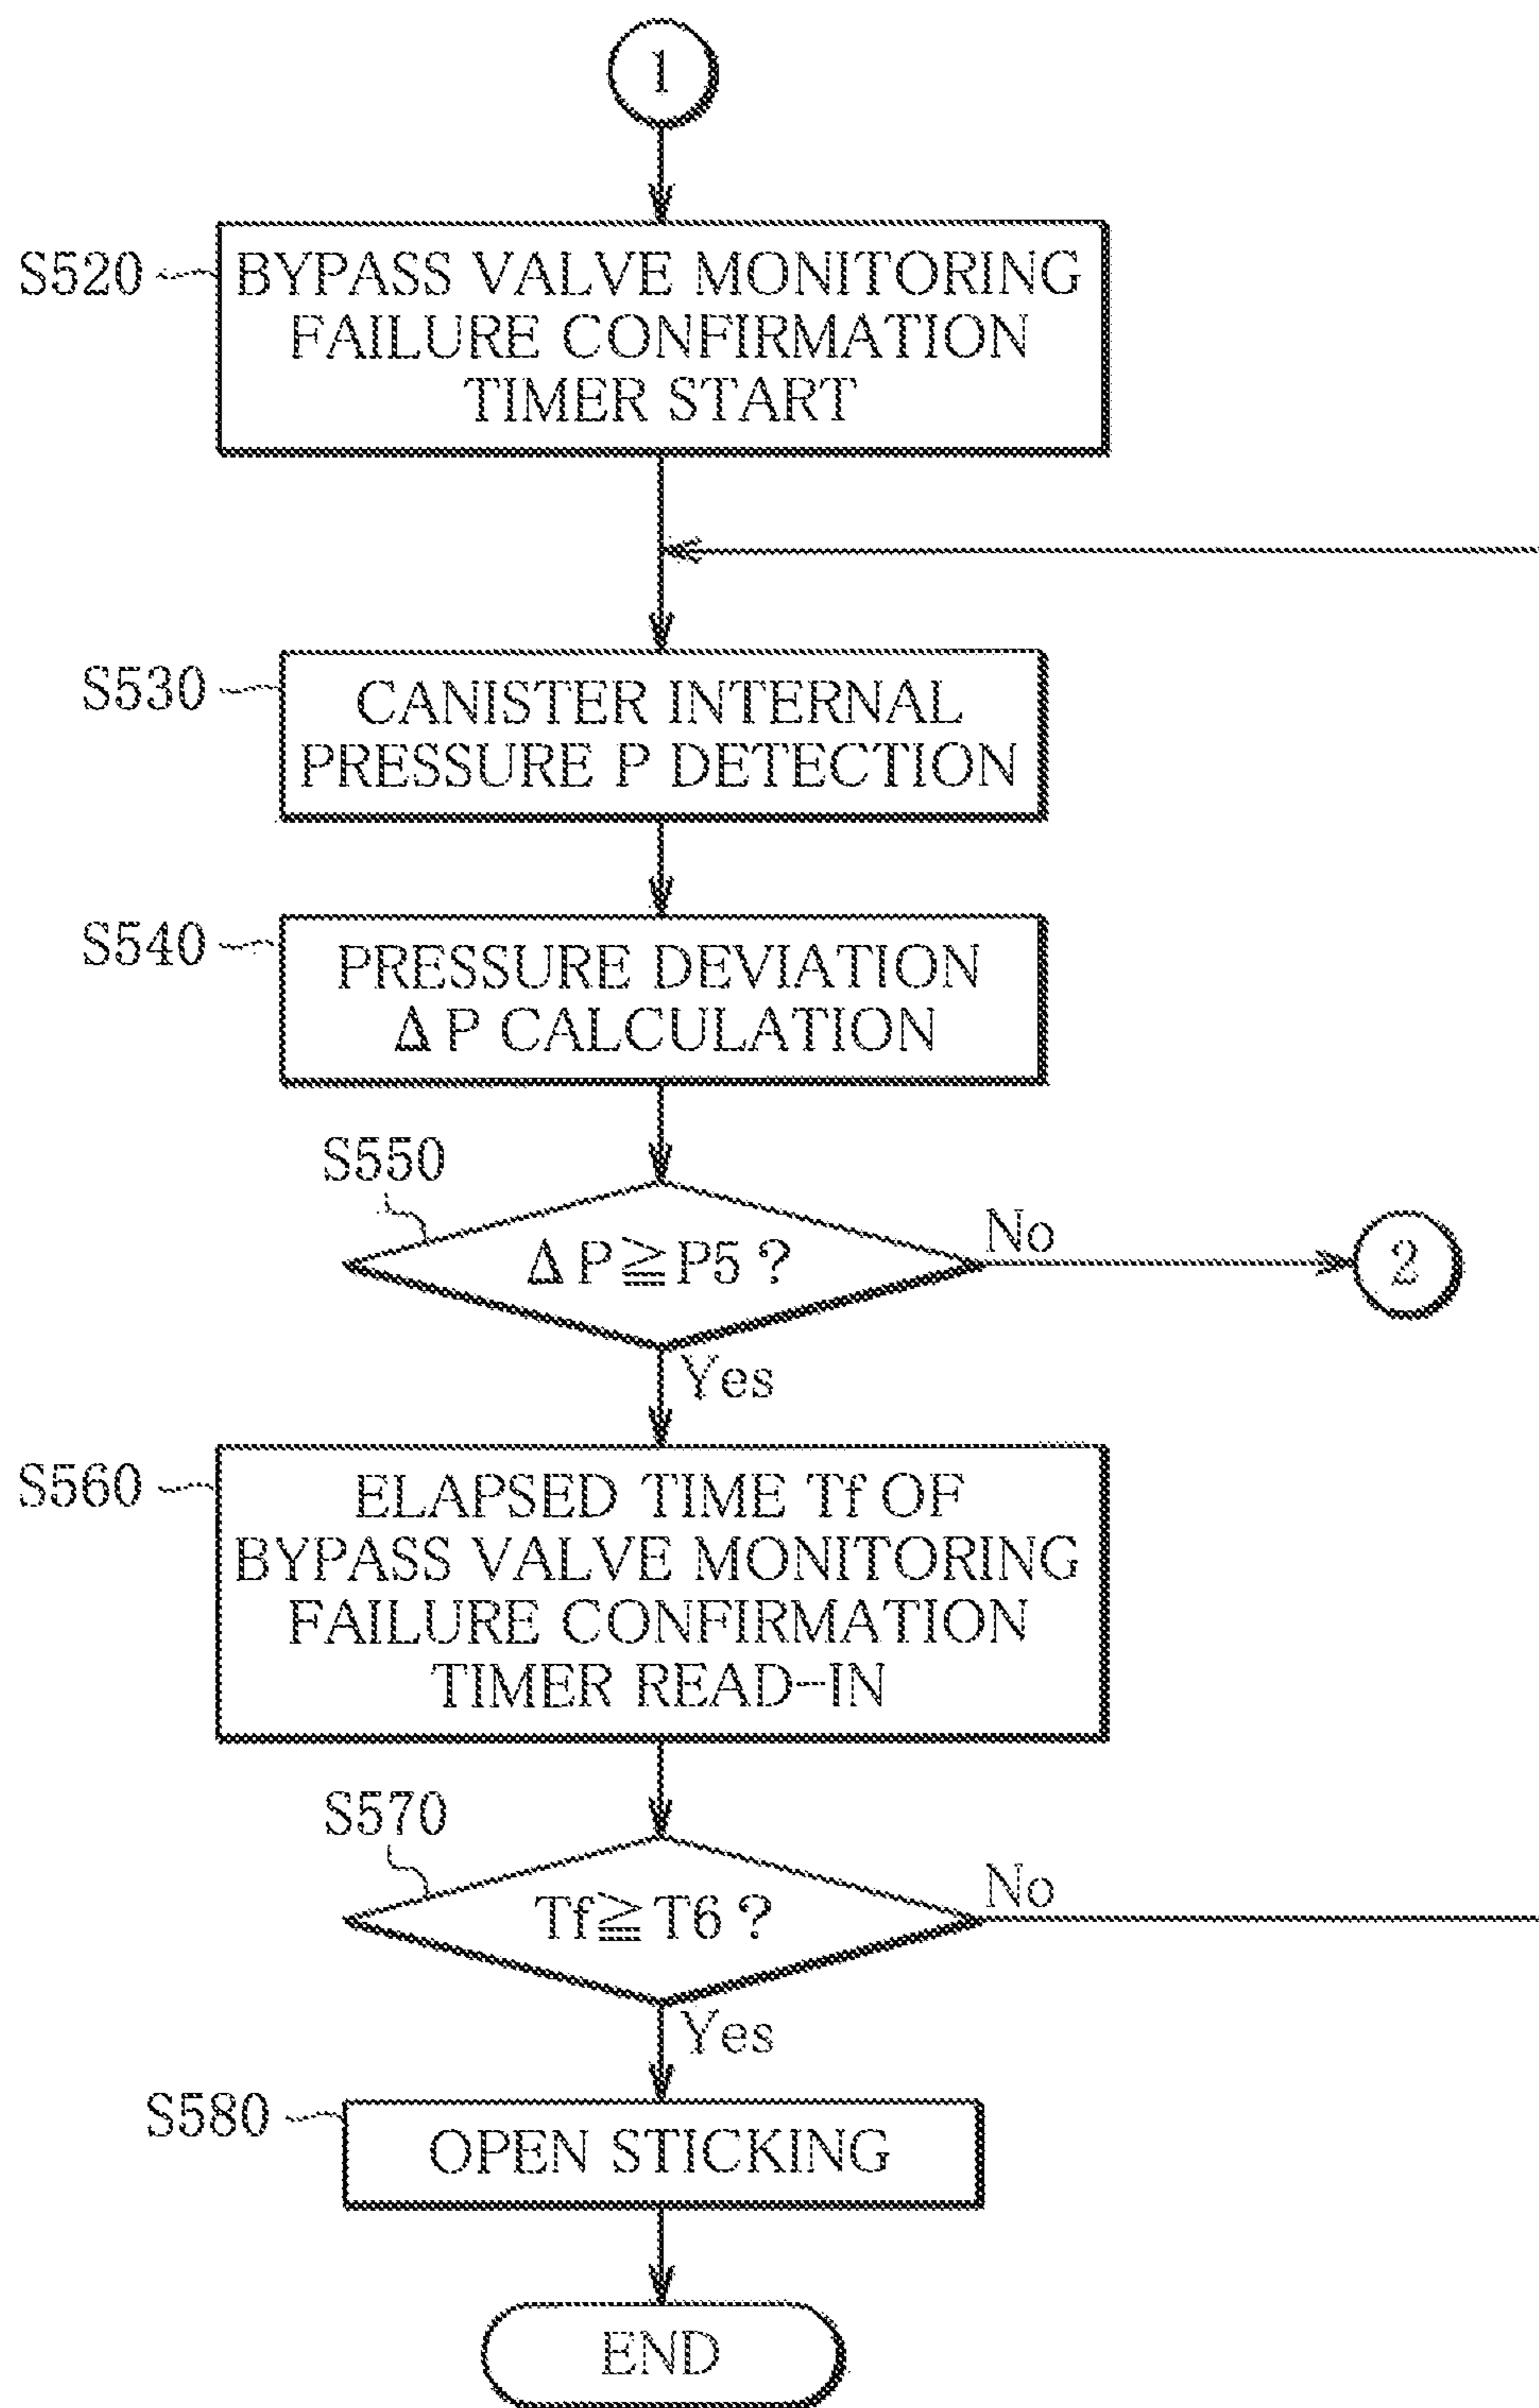 1
S520
BYPASS VALVE MONITORING
FAILURE CONFIRMATION
TIMER START
S530
CANISTER INTERNAL
PRESSURE P DETECTION
S540
PRESSURE DEVIATION
Δ P CALCULATION
S550
Δ P≧P5 ?
No
2
Yes
S560
ELAPSED TIME Tf OF
BYPASS VALVE MONITORING
FAILURE CONFIRMATION
TIMER READ-IN
S570
Tf≧T6 ?
No
Yes
S580
OPEN STICKING
END